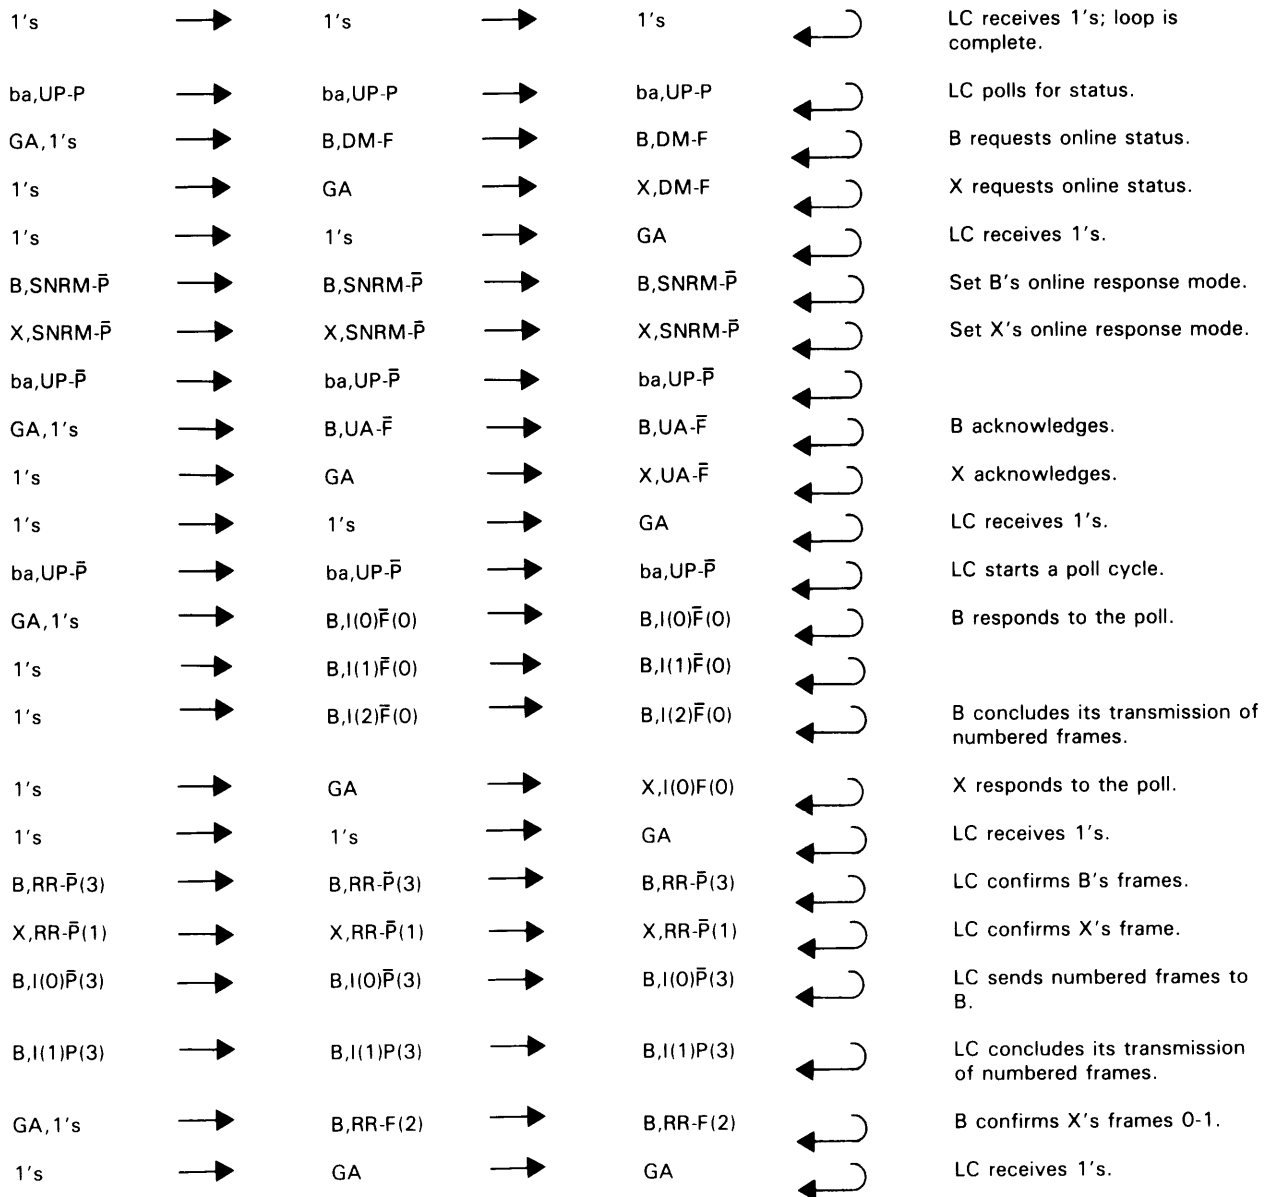 1's 1's 1's LC receives 1's; loop is
complete.
ba,UP-P ba,UP-P ba,UP-P LC polls for status.
GA,1's B,DM-F B,DM-F B requests online status.
1's GA X,DM-F X requests online status.
1's 1's GA LC receives 1's.
B,SNRM-P̄ B,SNRM-P̄ B,SNRM-P̄ Set B's online response mode.
X,SNRM-P̄ X,SNRM-P̄ X,SNRM-P̄ Set X's online response mode.
ba,UP-P̄ ba,UP-P̄ ba,UP-P̄
GA,1's B,UA-F̄ B,UA-F̄ B acknowledges.
1's GA X,UA-F̄ X acknowledges.
1's 1's GA LC receives 1's.
ba,UP-P̄ ba,UP-P̄ ba,UP-P̄ LC starts a poll cycle.
GA,1's B,I(0)F̄(0) B,I(0)F̄(0) B responds to the poll.
1's B,I(1)F̄(0) B,I(1)F̄(0)
1's B,I(2)F̄(0) B,I(2)F̄(0) B concludes its transmission of
numbered frames.
1's GA X,I(0)F(0) X responds to the poll.
1's 1's GA LC receives 1's.
B,RR-P̄(3) B,RR-P̄(3) B,RR-P̄(3) LC confirms B's frames.
X,RR-P̄(1) X,RR-P̄(1) X,RR-P̄(1) LC confirms X's frame.
B,I(0)P̄(3) B,I(0)P̄(3) B,I(0)P̄(3) LC sends numbered frames to
B.
B,I(1)P(3) B,I(1)P(3) B,I(1)P(3) LC concludes its transmission
of numbered frames.
GA,1's B,RR-F(2) B,RR-F(2) B confirms X's frames 0-1.
1's GA GA LC receives 1's.